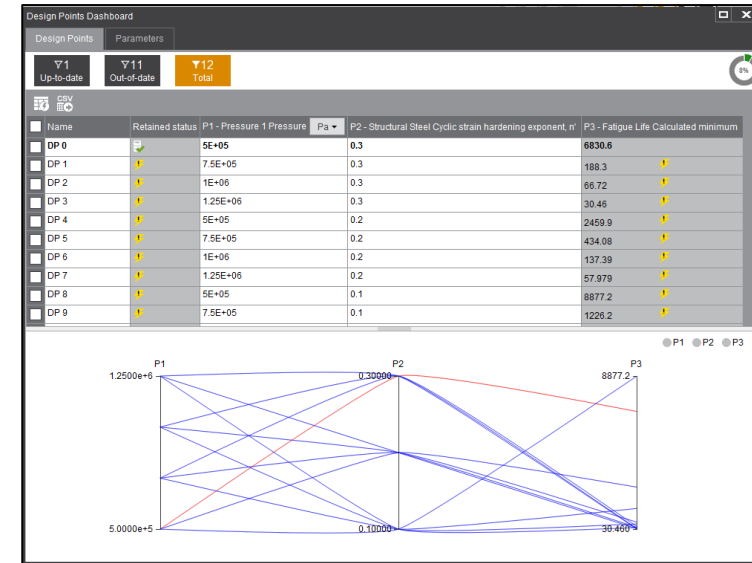 Design Points Dashboard
Design Points Parameters
1 11 12
Up-to-date Out-of-date Total
8%
CSV
Name Retained status P1 - Pressure 1 Pressure Pa P2 - Structural Steel Cyclic strain hardening exponent, n' P3 - Fatigue Life Calculated minimum
DP 0 5E+05 0.3 6830.6
DP 1 7.5E+05 0.3 188.3
DP 2 1E+06 0.3 66.72
DP 3 1.25E+06 0.3 30.46
DP 4 5E+05 0.2 2459.9
DP 5 7.5E+05 0.2 434.08
DP 6 1E+06 0.2 137.39
DP 7 1.25E+06 0.2 57.979
DP 8 5E+05 0.1 8877.2
DP 9 7.5E+05 0.1 1226.2
P1 P2 P3
P1 P2 P3
1.2500e+6 0.30000 8877.2
5.0000e+5 0.10000 30.460